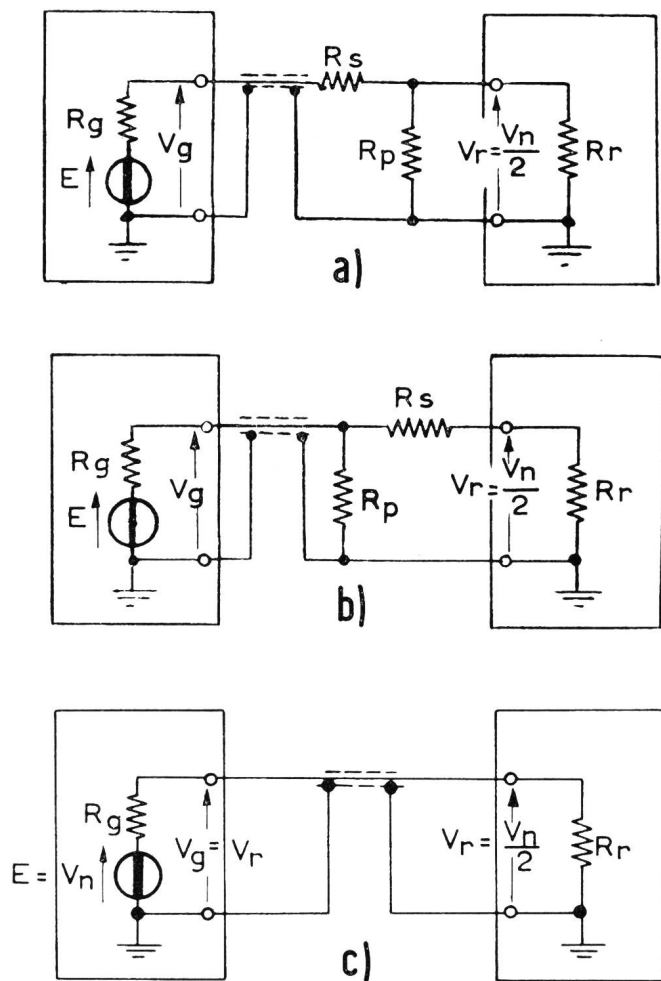 Rs
Rg
Vg
E
Rp
Vr = Vn/2
Rr
a)
Rs
Rg
Vg
E
Rp
Vr = Vn/2
Rr
b)
Rg
Vg = Vr
E = Vn
Vr = Vn/2
Rr
c)